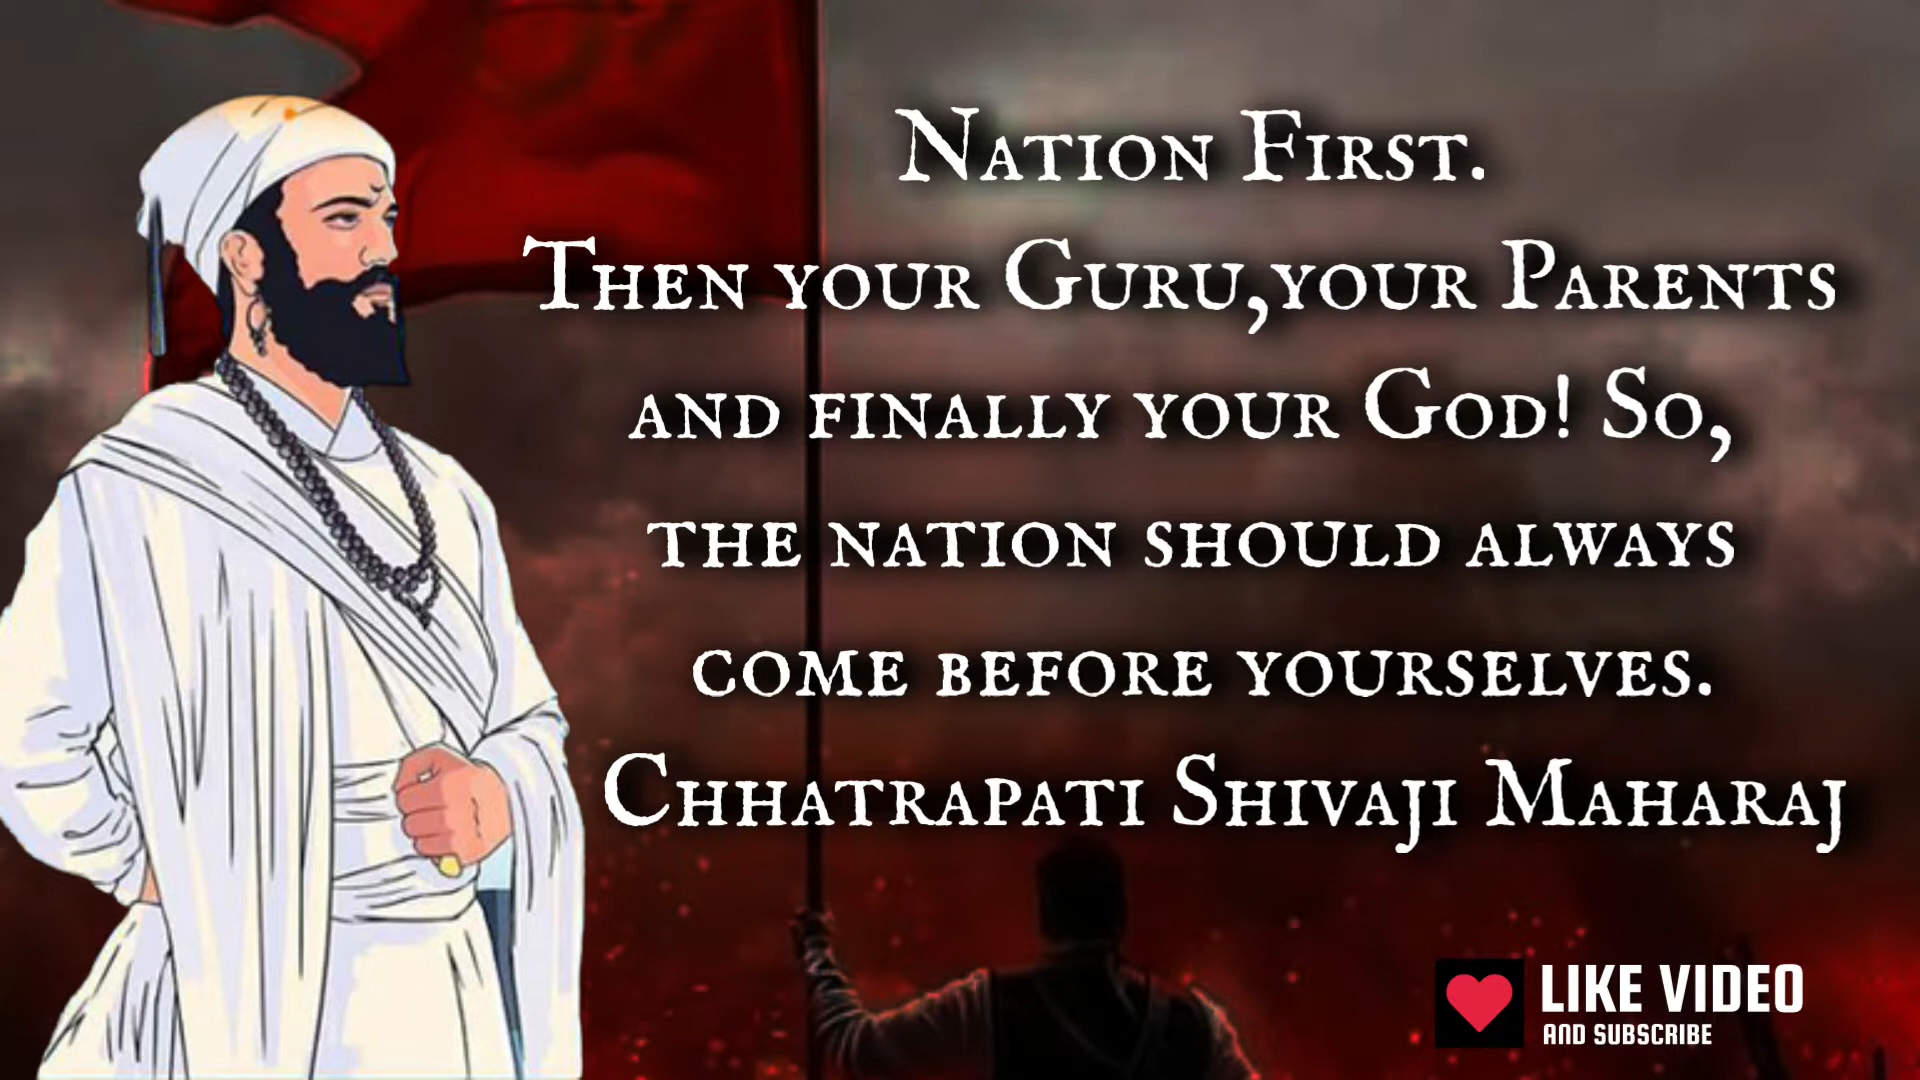 Nation First.
Then your Guru,your Parents
and finally your God! So,
the nation should always
come before yourselves.
Chhatrapati Shivaji Maharaj
LIKE VIDEO
AND SUBSCRIBE